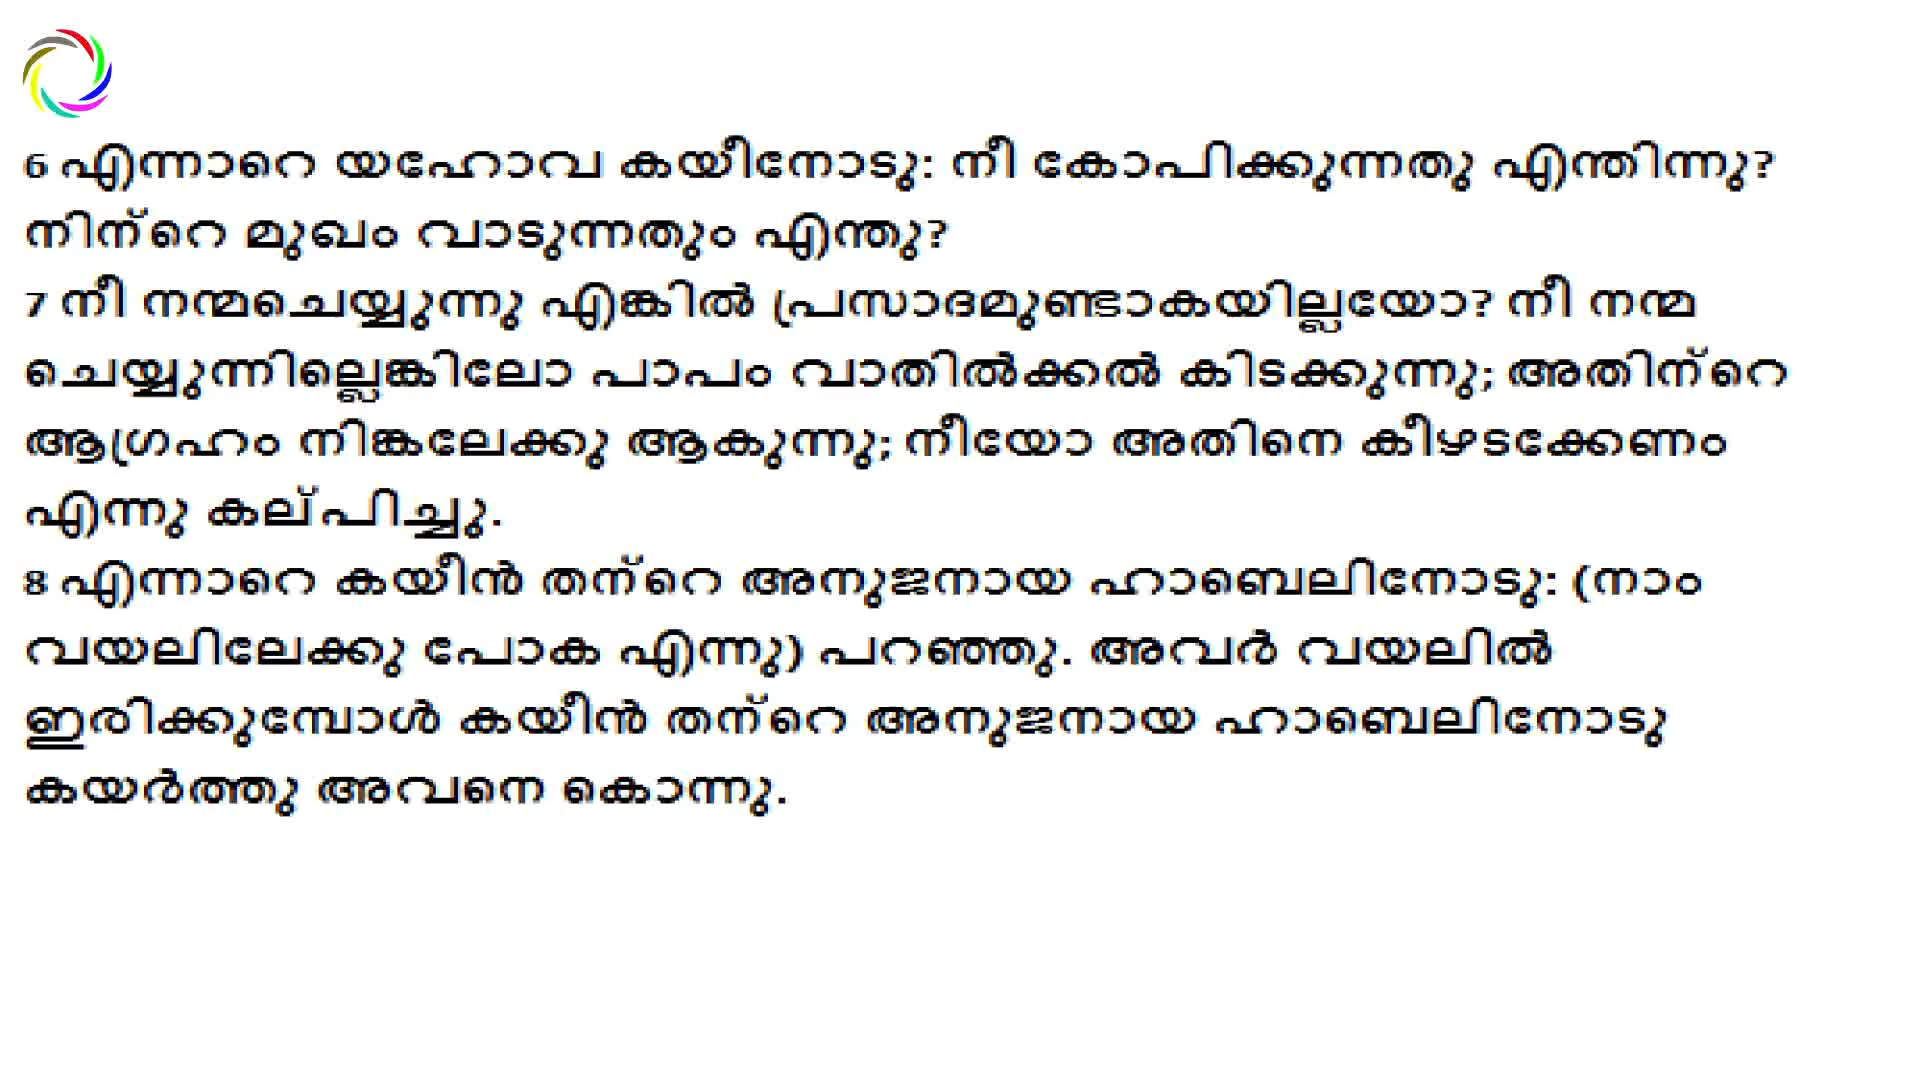 6 എന്നാറെ യഹോവ കയീനോടു: നീ കോപിക്കുന്നതു എന്തിന്നു?
നിന്‍റെ മുഖം വാടുന്നതും എന്തു?
7 നീ നന്മചെയ്യുന്നു എങ്കിൽ പ്രസാദമുണ്ടാകയില്ലയോ? നീ നന്മ
ചെയ്യുന്നില്ലെങ്കിലോ പാപം വാതിൽക്കൽ കിടക്കുന്നു; അതിന്‍റെ
ആഗ്രഹം നിങ്കലേക്കു ആകുന്നു; നീയോ അതിനെ കീഴടക്കേണം
എന്നു കല്പിച്ചു.
8 എന്നാറെ കയീൻ തന്‍റെ അനുജനായ ഹാബെലിനോടു: (നാം
വയലിലേക്കു പോക എന്നു) പറഞ്ഞു. അവർ വയലിൽ
ഇരിക്കുമ്പോൾ കയീൻ തന്‍റെ അനുജനായ ഹാബെലിനോടു
കയർത്തു അവനെ കൊന്നു.